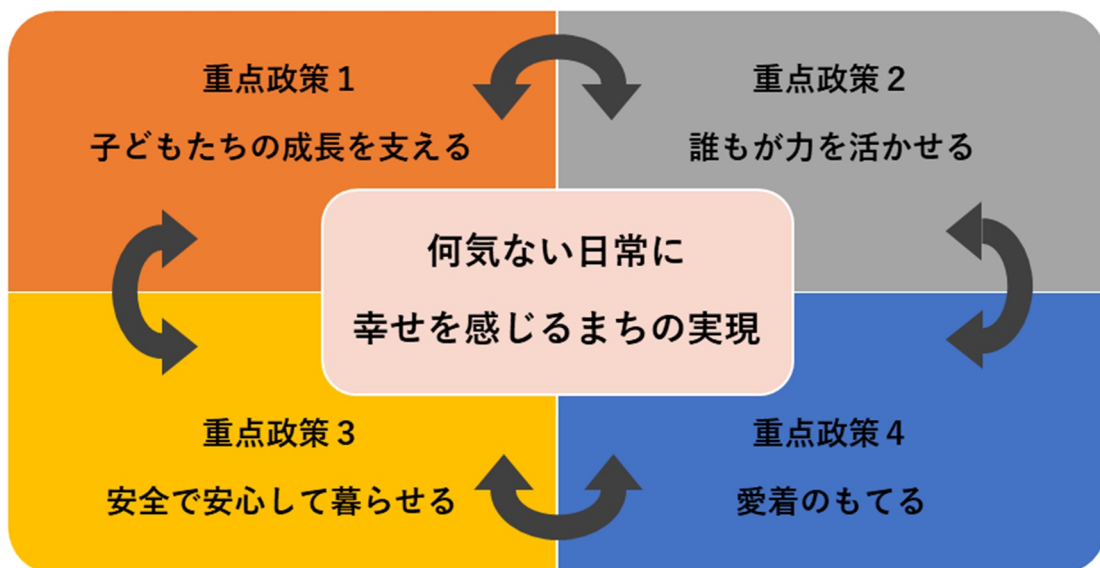 重点政策１
子どもたちの成長を支える
重点政策２
誰もが力を活かせる
何気ない日常に
幸せを感じるまちの実現
重点政策３
安全で安心して暮らせる
重点政策４
愛着のもてる